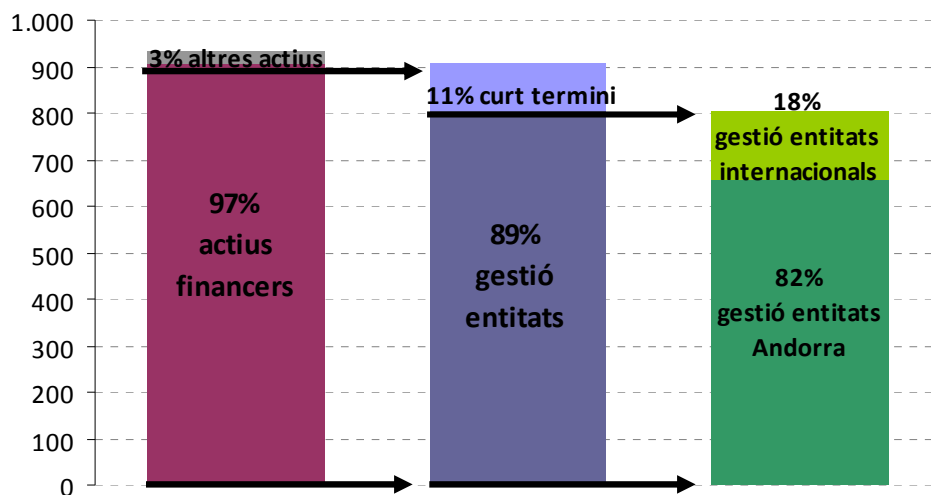 1.000
900
800
700
600
500
400
300
200
100
0
3% altres actius
97%
actius
financers
11% curt termini
89%
gestió
entitats
18%
gestió entitats
internacionals
82%
gestió entitats
Andorra